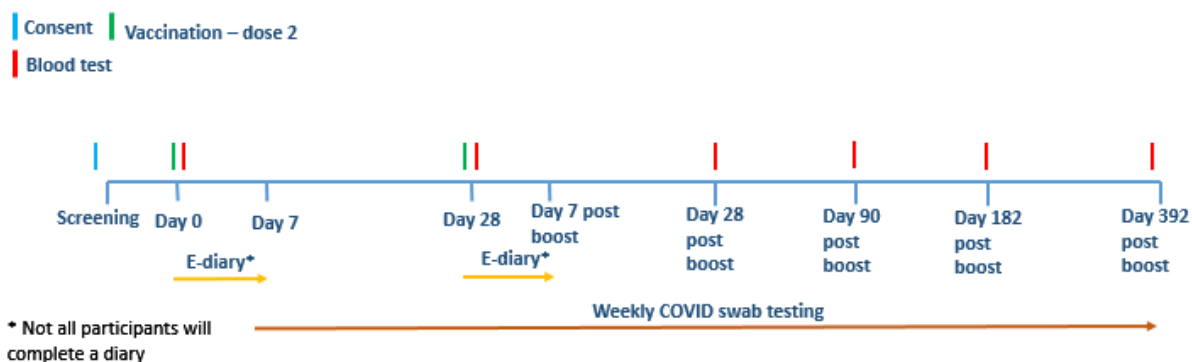 Consent
Vaccination – dose 2
Blood test
Screening
Day 0
Day 7
Day 28
Day 7 post
boost
Day 28
post
boost
Day 90
post
boost
Day 182
post
boost
Day 392
post
boost
E-diary*
E-diary*
Weekly COVID swab testing
* Not all participants will
complete a diary